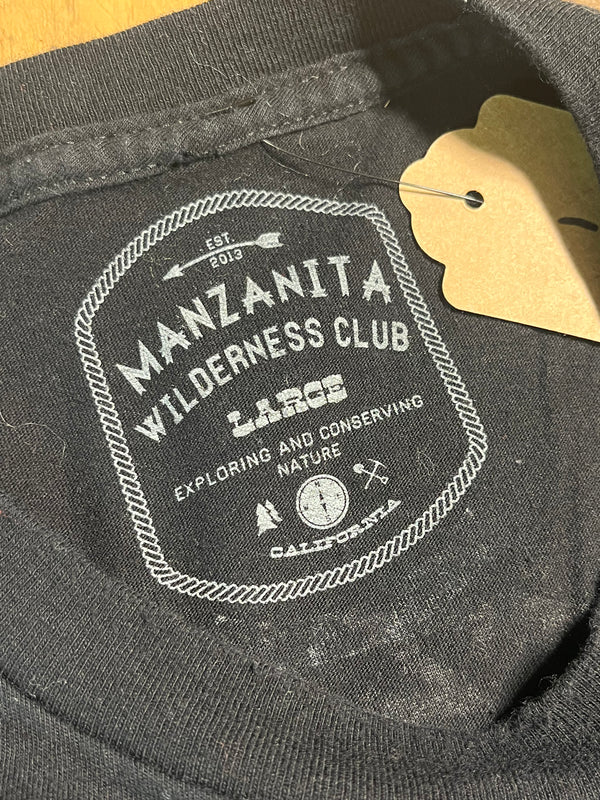 EST.
2013
MANZANITA
WILDERNESS CLUB
LARGE
EXPLORING AND CONSERVING
NATURE
CALIFORNIA